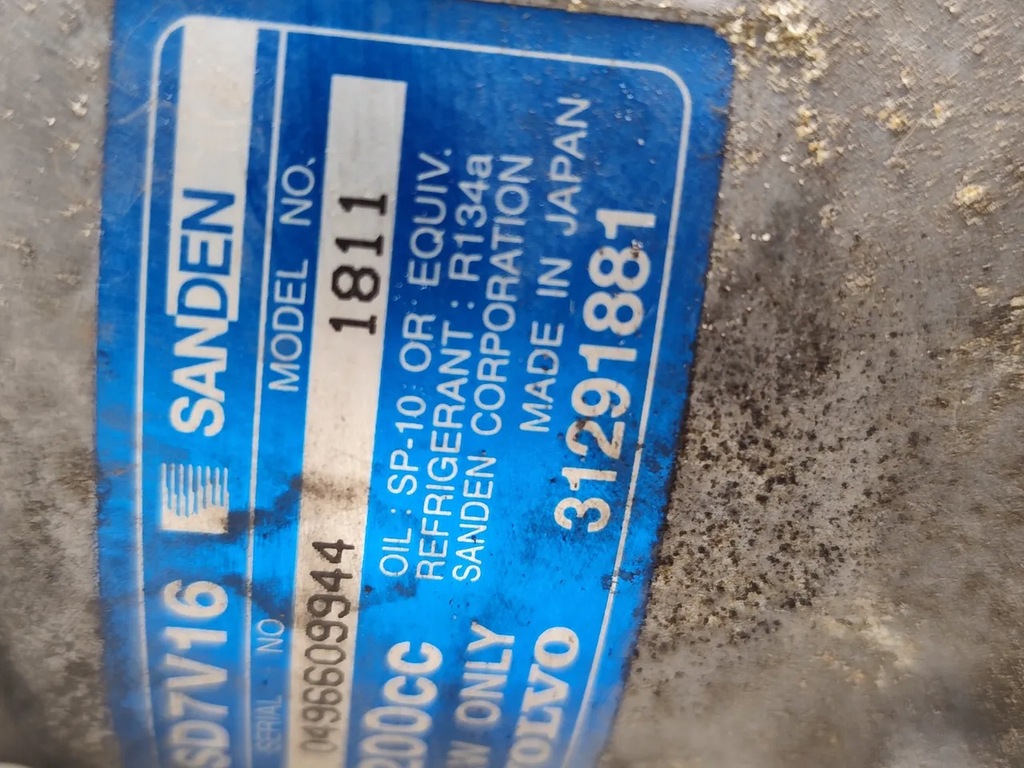 SD7V16 SANDEN
SERIAL NO. MODEL NO.
0496609944 1811
200CC OIL : SP-10 OR EQUIV.
REFRIGERANT : R134a
ONLY SANDEN CORPORATION
MADE IN JAPAN
VOLVO 31291881